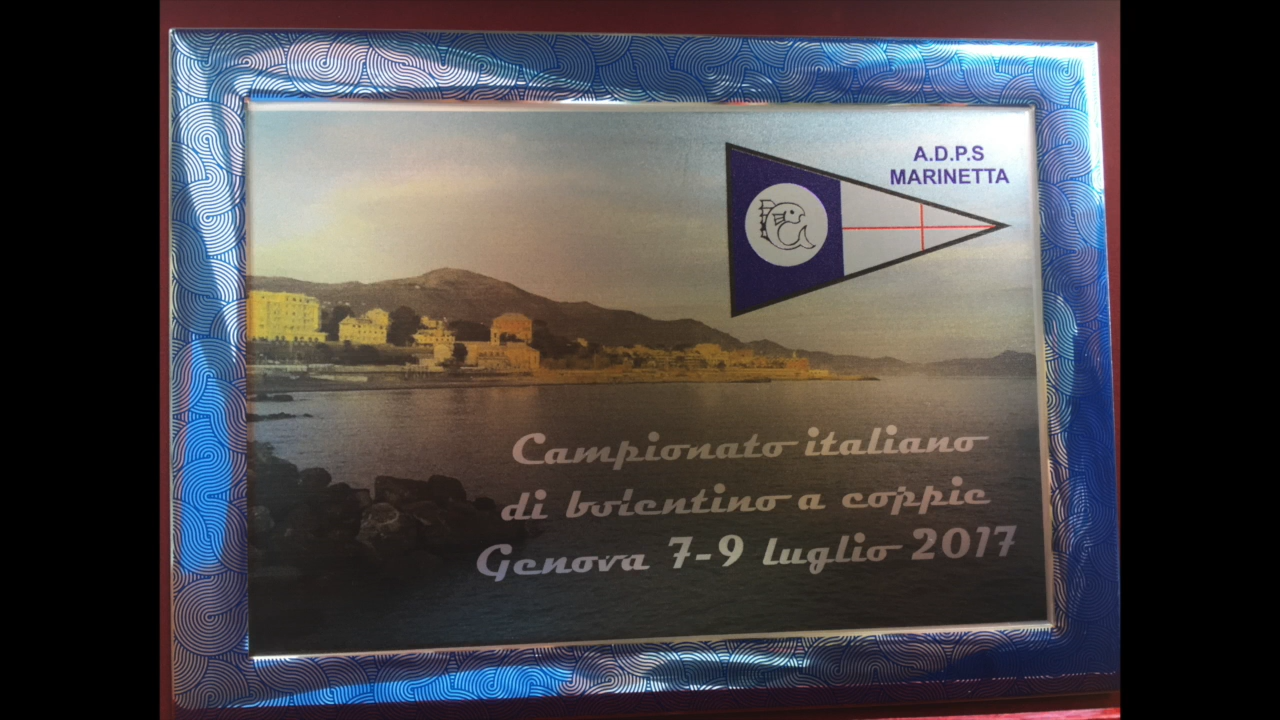 A.D.P.S
MARINETTA
Campionato italiano
di bolentino a coppie
Genova 7-9 luglio 2017